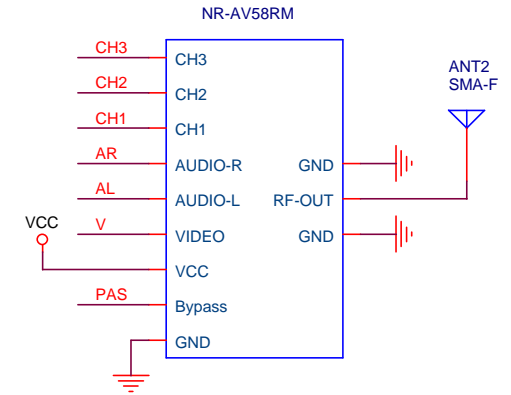 NR-AV58RM
CH3
CH3
ANT2
SMA-F
CH2
CH2
CH1
CH1
AR
AUDIO-R
GND
AL
AUDIO-L
RF-OUT
VCC
V
VIDEO
GND
VCC
PAS
Bypass
GND